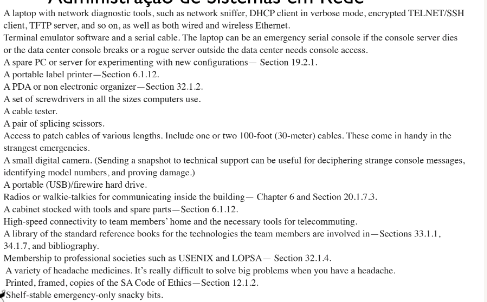 Administração de Sistemas em Rede
A laptop with network diagnostic tools, such as network sniffer, DHCP client in verbose mode, encrypted TELNET/SSH
client, TFTP server, and so on, as well as both wired and wireless Ethernet.
Terminal emulator software and a serial cable. The laptop can be an emergency serial console if the console server dies
or the data center console breaks or a rogue server outside the data center needs console access.
A spare PC or server for experimenting with new configurations— Section 19.2.1.
A portable label printer—Section 6.1.12.
A PDA or non electronic organizer—Section 32.1.2.
A set of screwdrivers in all the sizes computers use.
A cable tester.
A pair of splicing scissors.
Access to patch cables of various lengths. Include one or two 100-foot (30-meter) cables. These come in handy in the
strangest emergencies.
A small digital camera. (Sending a snapshot to technical support can be useful for deciphering strange console messages,
identifying model numbers, and proving damage.)
A portable (USB)/firewire hard drive.
Radios or walkie-talkies for communicating inside the building— Chapter 6 and Section 20.1.7.3.
A cabinet stocked with tools and spare parts—Section 6.1.12.
High-speed connectivity to team members' home and the necessary tools for telecommuting.
A library of the standard reference books for the technologies the team members are involved in—Sections 33.1.1,
34.1.7, and bibliography.
Membership to professional societies such as USENIX and LOPSA— Section 32.1.4.
A variety of headache medicines. It's really difficult to solve big problems when you have a headache.
Printed, framed, copies of the SA Code of Ethics—Section 12.1.2.
Shelf-stable emergency-only snacky bits.